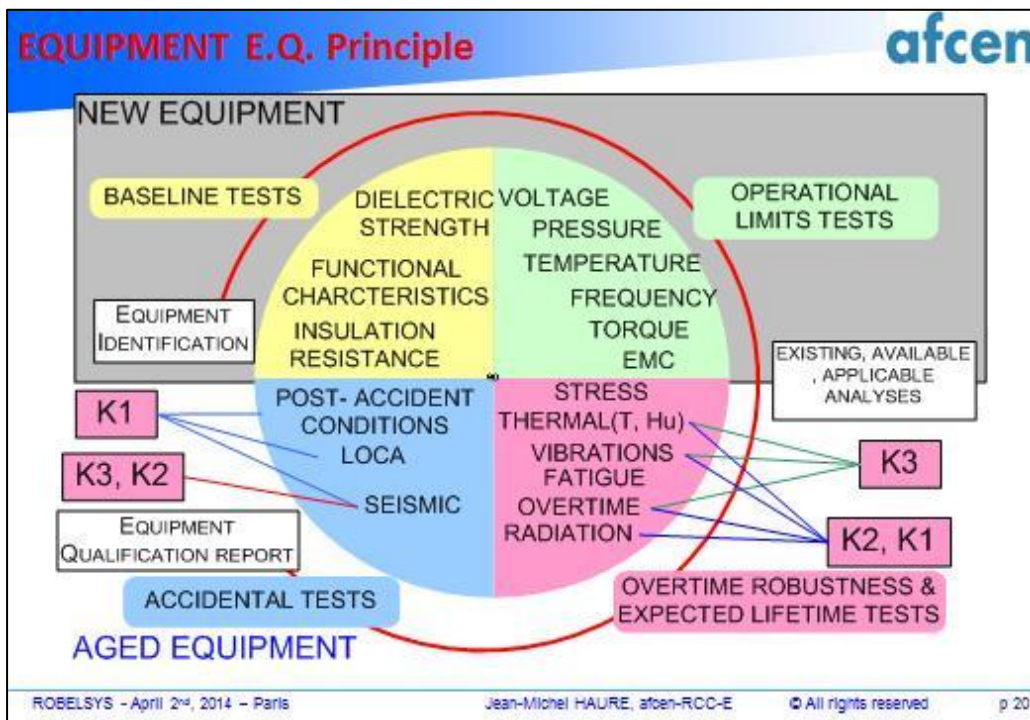 EQUIPMENT E.Q. Principle
afcen
NEW EQUIPMENT
BASELINE TESTS
DIELECTRIC
STRENGTH
FUNCTIONAL
CHARCTERISTICS
INSULATION
RESISTANCE
VOLTAGE
PRESSURE
TEMPERATURE
FREQUENCY
TORQUE
EMC
OPERATIONAL
LIMITS TESTS
EQUIPMENT
IDENTIFICATION
EXISTING, AVAILABLE
, APPLICABLE
ANALYSES
K1
K3, K2
POST- ACCIDENT
CONDITIONS
LOCA
SEISMIC
STRESS
THERMAL(T, Hu)
VIBRATIONS
FATIGUE
OVERTIME
RADIATION
K3
K2, K1
EQUIPMENT
QUALIFICATION REPORT
ACCIDENTAL TESTS
OVERTIME ROBUSTNESS &
EXPECTED LIFETIME TESTS
AGED EQUIPMENT
ROBELSYS - April 2nd, 2014 – Paris
Jean-Michel HAURE, afcen-RCC-E
© All rights reserved
p 20